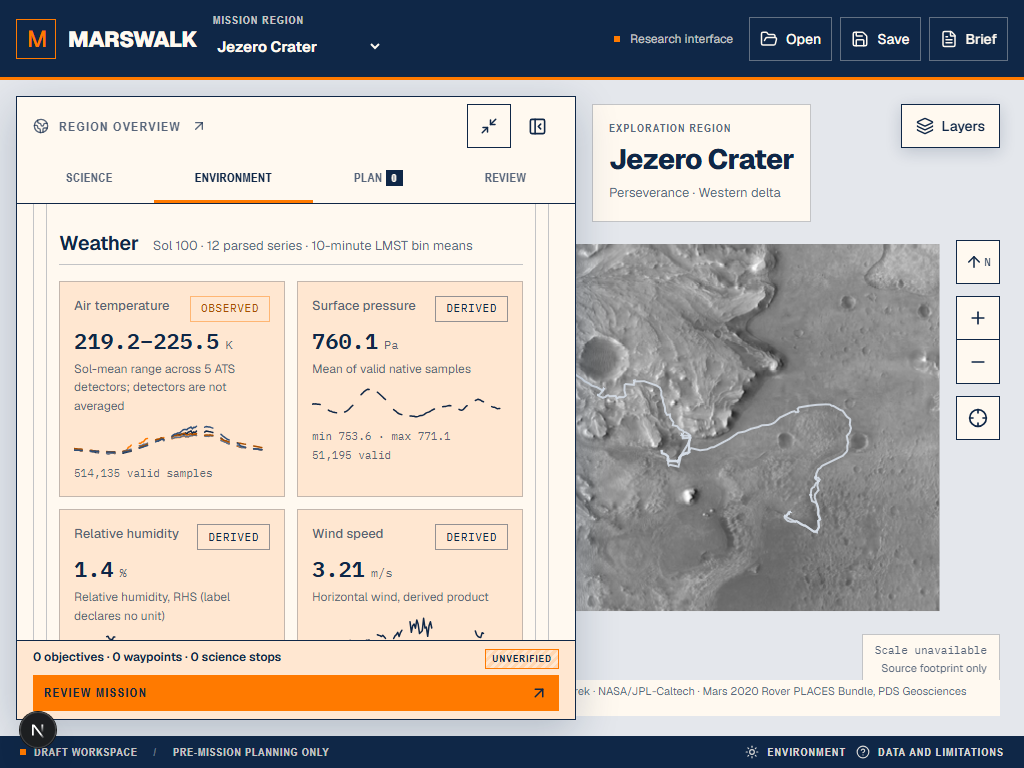 M MARSWALK
MISSION REGION
Jezero Crater
Research interface
Open
Save
Brief
REGION OVERVIEW
SCIENCE
ENVIRONMENT
PLAN 0
REVIEW
Weather Sol 100 · 12 parsed series · 10-minute LMST bin means
Air temperature
OBSERVED
219.2–225.5 K
Sol-mean range across 5 ATS
detectors; detectors are not
averaged
514,135 valid samples
Surface pressure
DERIVED
760.1 Pa
Mean of valid native samples
min 753.6 · max 771.1
51,195 valid
Relative humidity
DERIVED
1.4 %
Relative humidity, RHS (label
declares no unit)
Wind speed
DERIVED
3.21 m/s
Horizontal wind, derived product
0 objectives · 0 waypoints · 0 science stops
UNVERIFIED
REVIEW MISSION
EXPLORATION REGION
Jezero Crater
Perseverance · Western delta
Layers
N
Scale unavailable
Source footprint only
rek · NASA/JPL-Caltech · Mars 2020 Rover PLACES Bundle, PDS Geosciences
N
DRAFT WORKSPACE / PRE-MISSION PLANNING ONLY
ENVIRONMENT
DATA AND LIMITATIONS